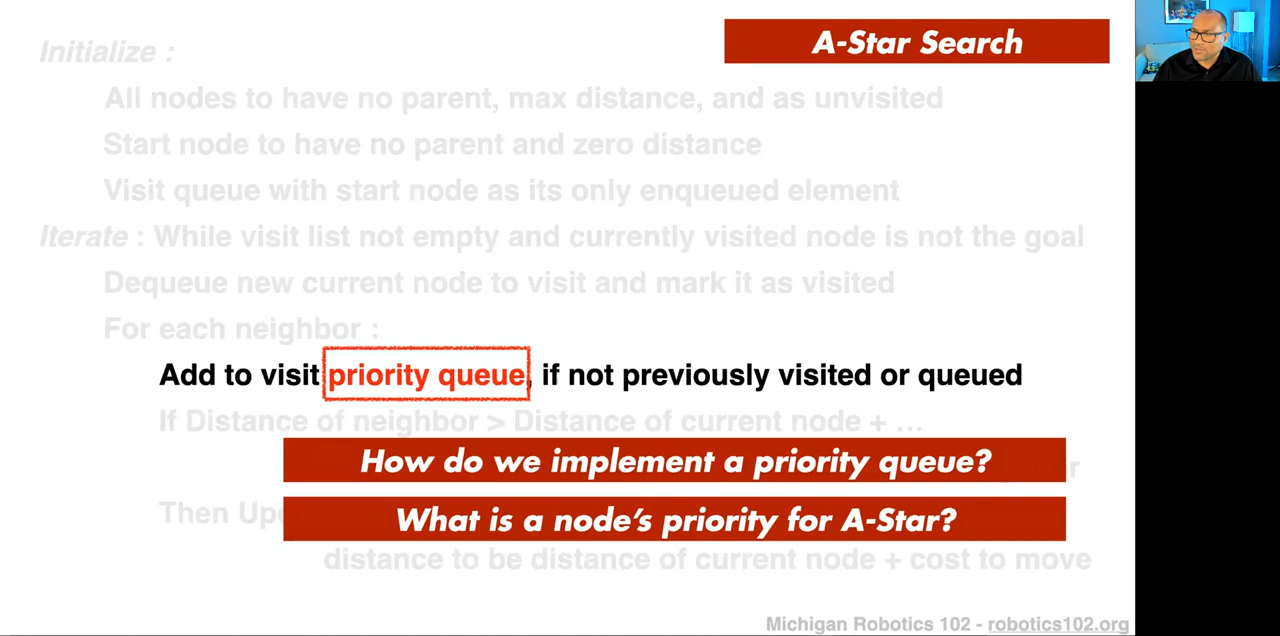 A-Star Search
Initialize :
All nodes to have no parent, max distance, and as unvisited
Start node to have no parent and zero distance
Visit queue with start node as its only enqueued element
Iterate : While visit list not empty and currently visited node is not the goal
Dequeue new current node to visit and mark it as visited
For each neighbor :
Add to visit priority queue, if not previously visited or queued
If Distance of neighbor > Distance of current node + ...
How do we implement a priority queue?
Then
What is a node's priority for A-Star?
distance to be distance of current node + cost to move
Michigan Robotics 102 - robotics102.org